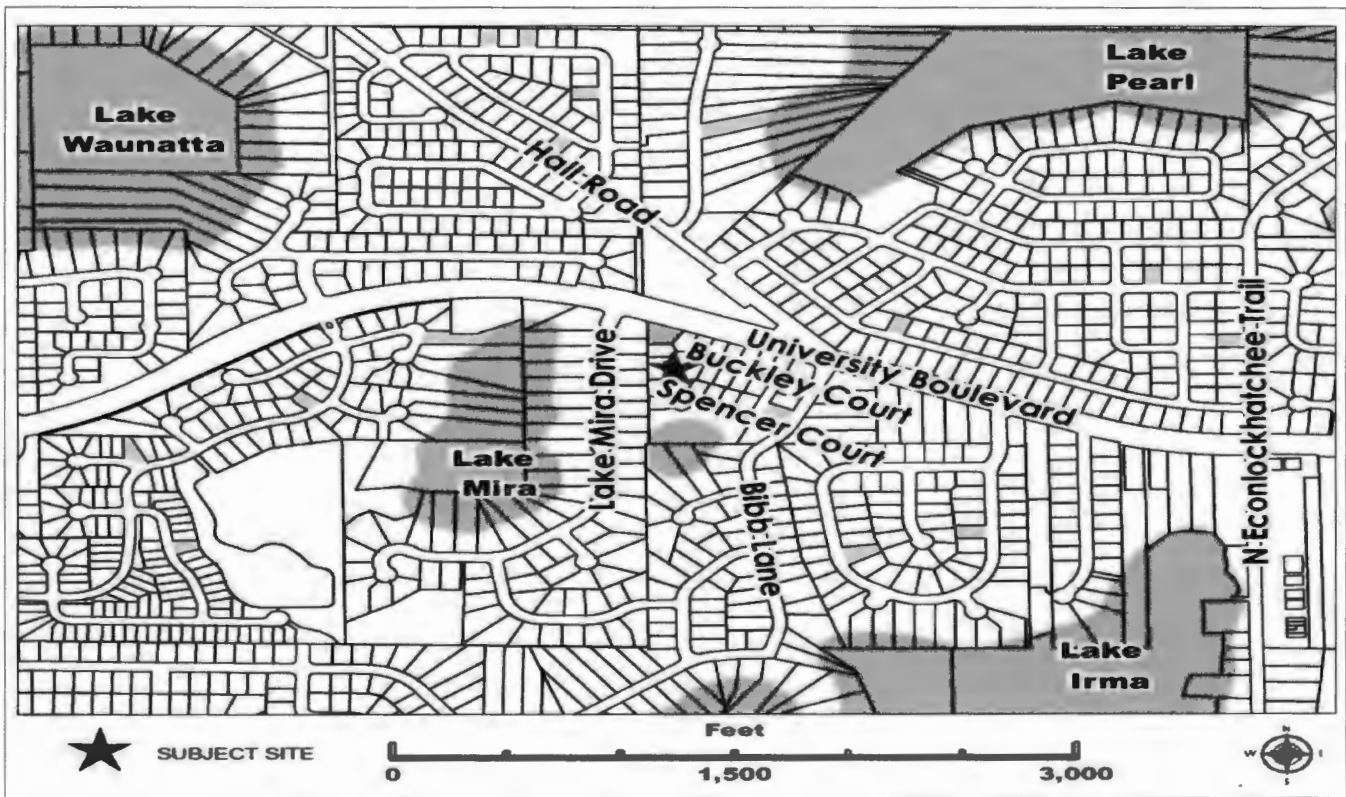 Lake
Waunatta
Lake
Pearl
Hall Road
N Econlockhatchee Trail
University Boulevard
Buckley Court
Spencer Court
Lake Mira Drive
Lake
Mira
Bibb Lane
Lake
Irma
SUBJECT SITE
Feet
0
1,500
3,000
N
W
S